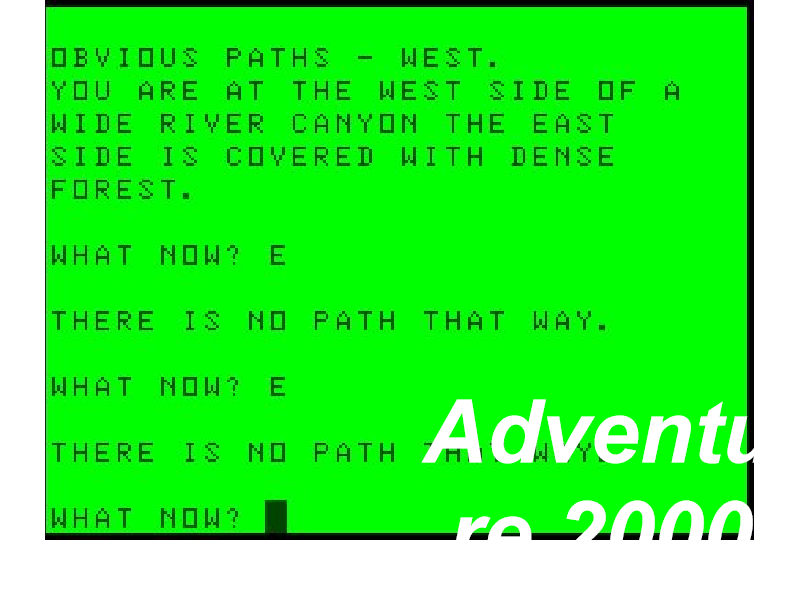 OBVIOUS PATHS - WEST.
YOU ARE AT THE WEST SIDE OF A
WIDE RIVER CANYON THE EAST
SIDE IS COVERED WITH DENSE
FOREST.
WHAT NOW? E
THERE IS NO PATH THAT WAY.
WHAT NOW? E
THERE IS NO PATH THAT WAY.
WHAT NOW?
Adventu
re 2000